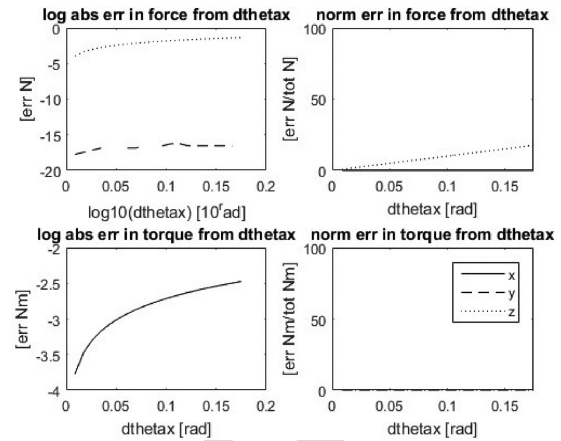 log abs err in force from dthetax
[err N]
0
-5
-10
-15
-20
0 0.05 0.1 0.15 0.2
log10(dthetax) [10^rad]
norm err in force from dthetax
[err N/tot N]
100
50
0
0 0.05 0.1 0.15
dthetax [rad]
log abs err in torque from dthetax
[err Nm]
-2
-2.5
-3
-3.5
-4
0 0.05 0.1 0.15 0.2
dthetax [rad]
norm err in torque from dthetax
[err Nm/tot Nm]
100
50
0
x
y
z
0 0.05 0.1 0.15
dthetax [rad]